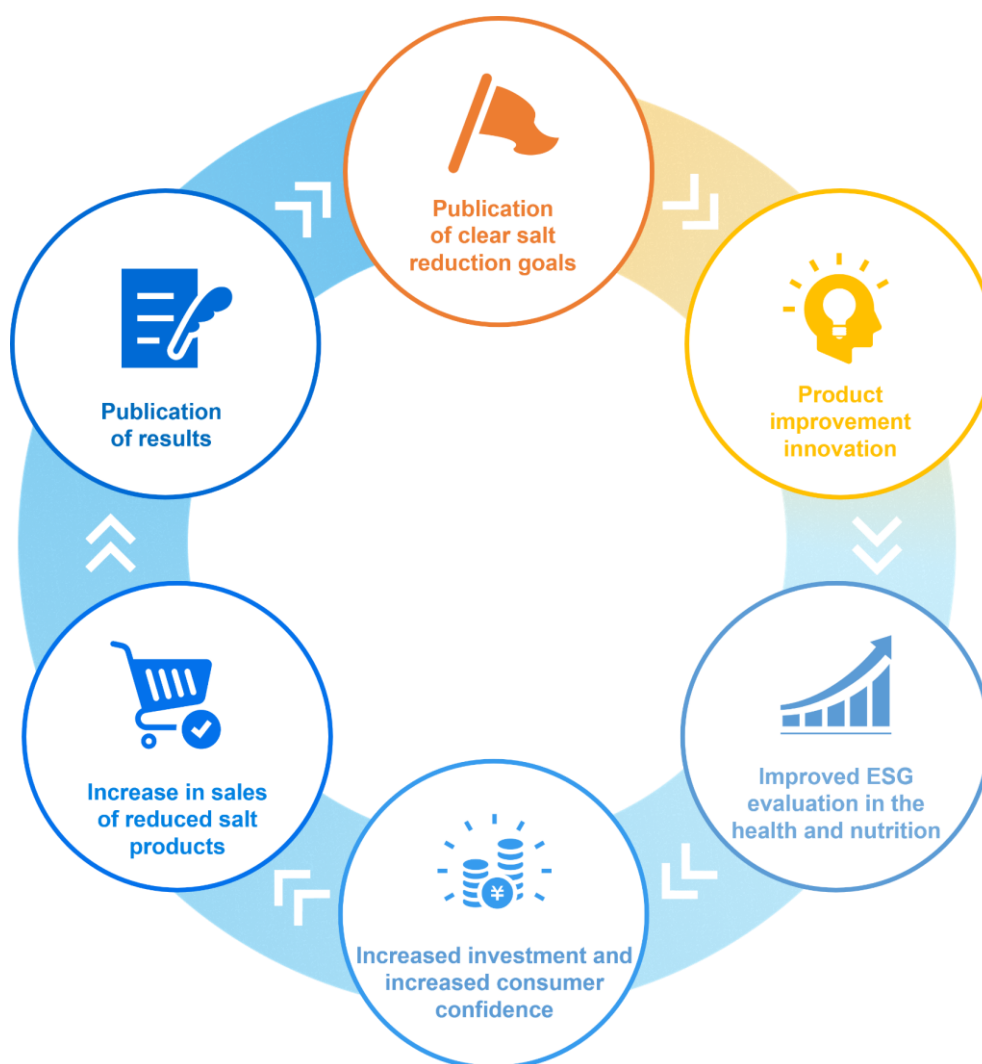 Publication
of clear salt
reduction goals
Product
improvement
innovation
Improved ESG
evaluation in the
health and nutrition
¥
Increased investment and
increased consumer
confidence
Increase in sales
of reduced salt
products
Publication
of results